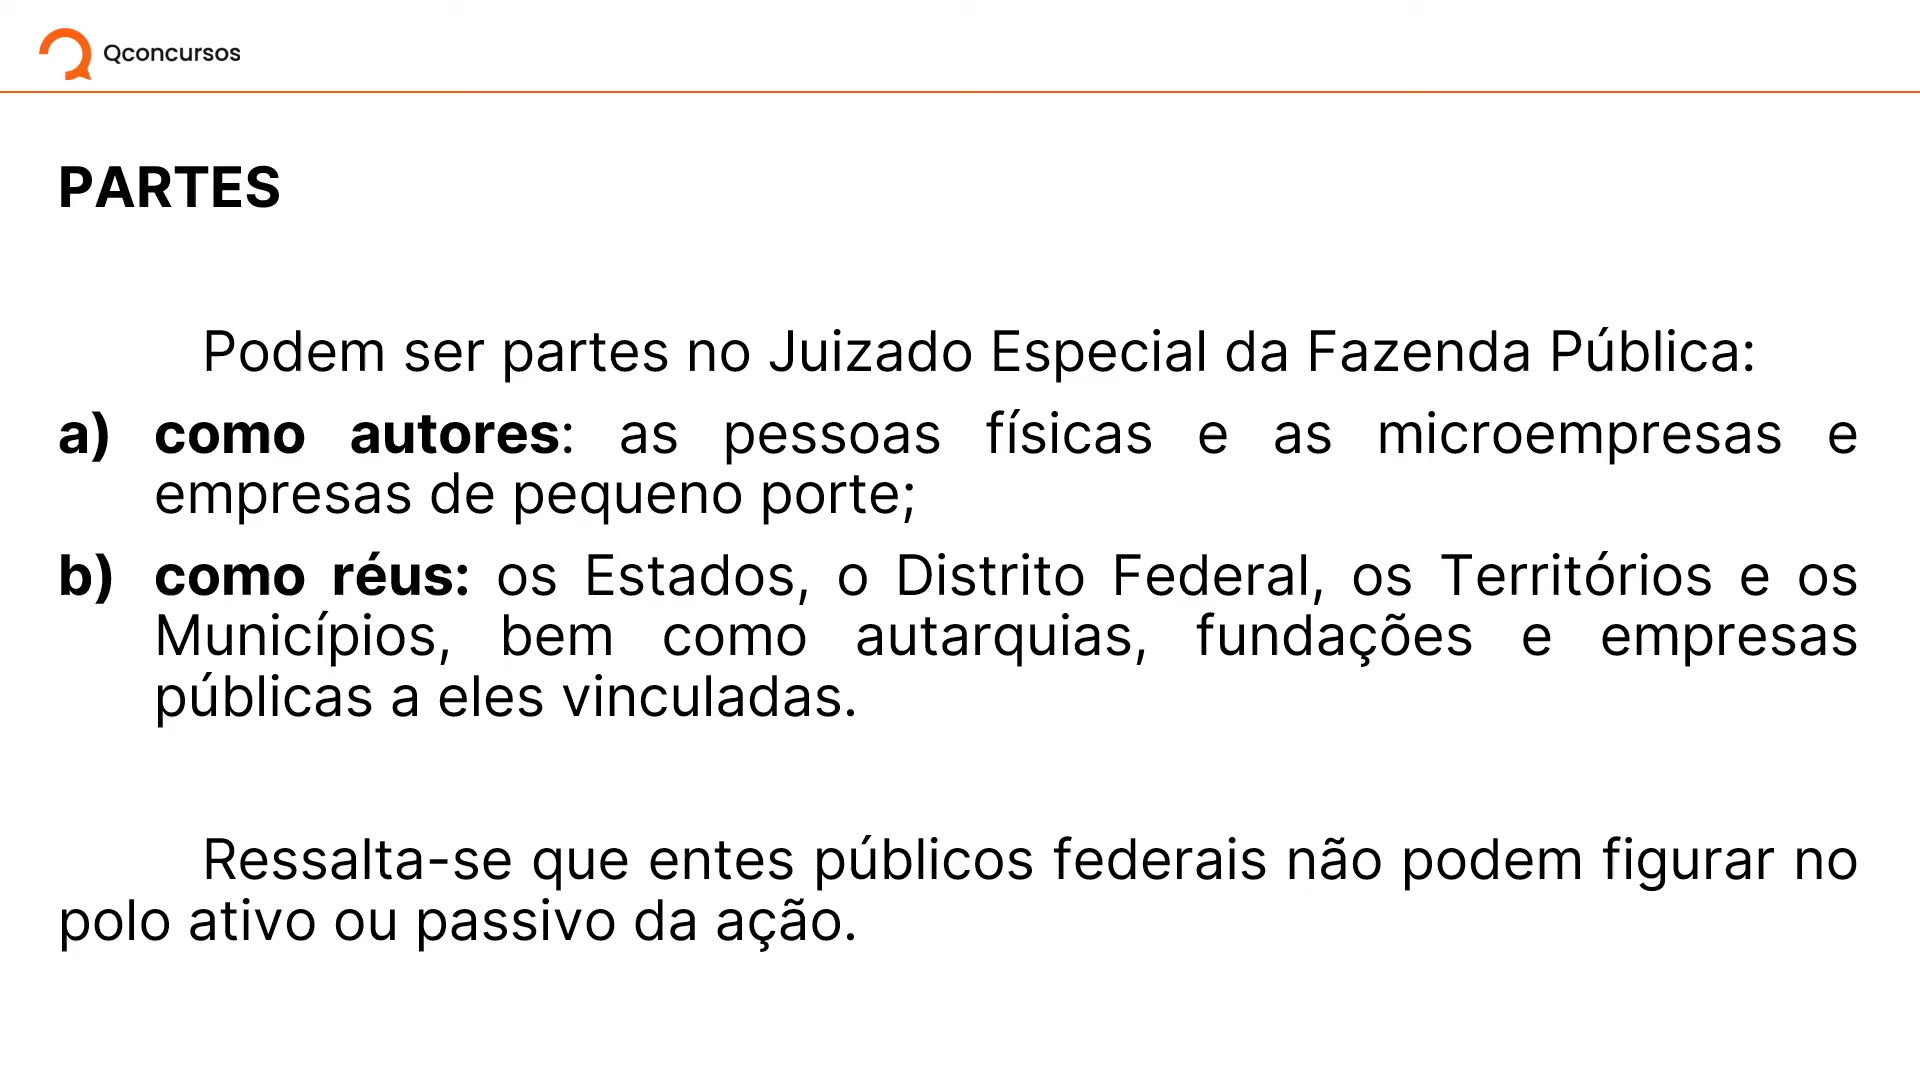 Qconcursos
PARTES
Podem ser partes no Juizado Especial da Fazenda Pública:
a) como autores: as pessoas físicas e as microempresas e
empresas de pequeno porte;
b) como réus: os Estados, o Distrito Federal, os Territórios e os
Municípios, bem como autarquias, fundações e empresas
públicas a eles vinculadas.
Ressalta-se que entes públicos federais não podem figurar no
polo ativo ou passivo da ação.